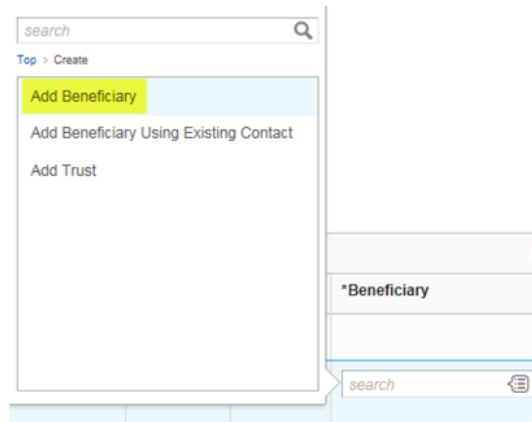 search
Top > Create
Add Beneficiary
Add Beneficiary Using Existing Contact
Add Trust
*Beneficiary
search